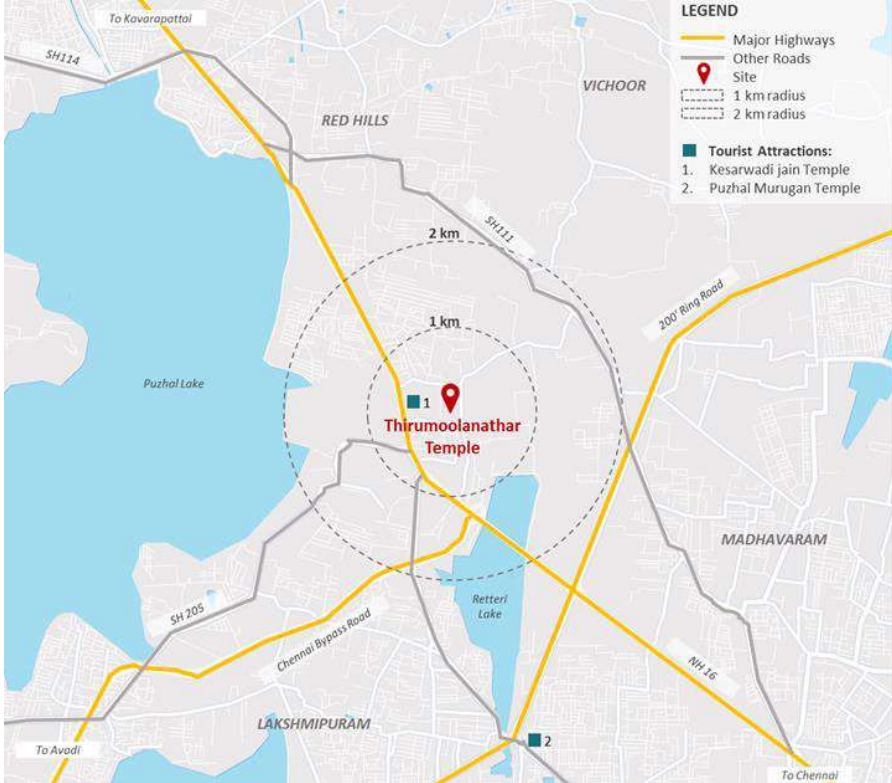 To Kavarapattai
SH114
RED HILLS
VICHOOR
LEGEND
Major Highways
Other Roads
Site
1 km radius
2 km radius
Tourist Attractions:
1. Kesarwadi jain Temple
2. Puzhal Murugan Temple
SH111
2 km
200' Ring Road
1 km
Puzhal Lake
1
Thirumoolanathar
Temple
MADHAVARAM
Retteri
Lake
SH 205
Chennai Bypass Road
NH 16
LAKSHMIPURAM
2
To Avadi
To Chennai